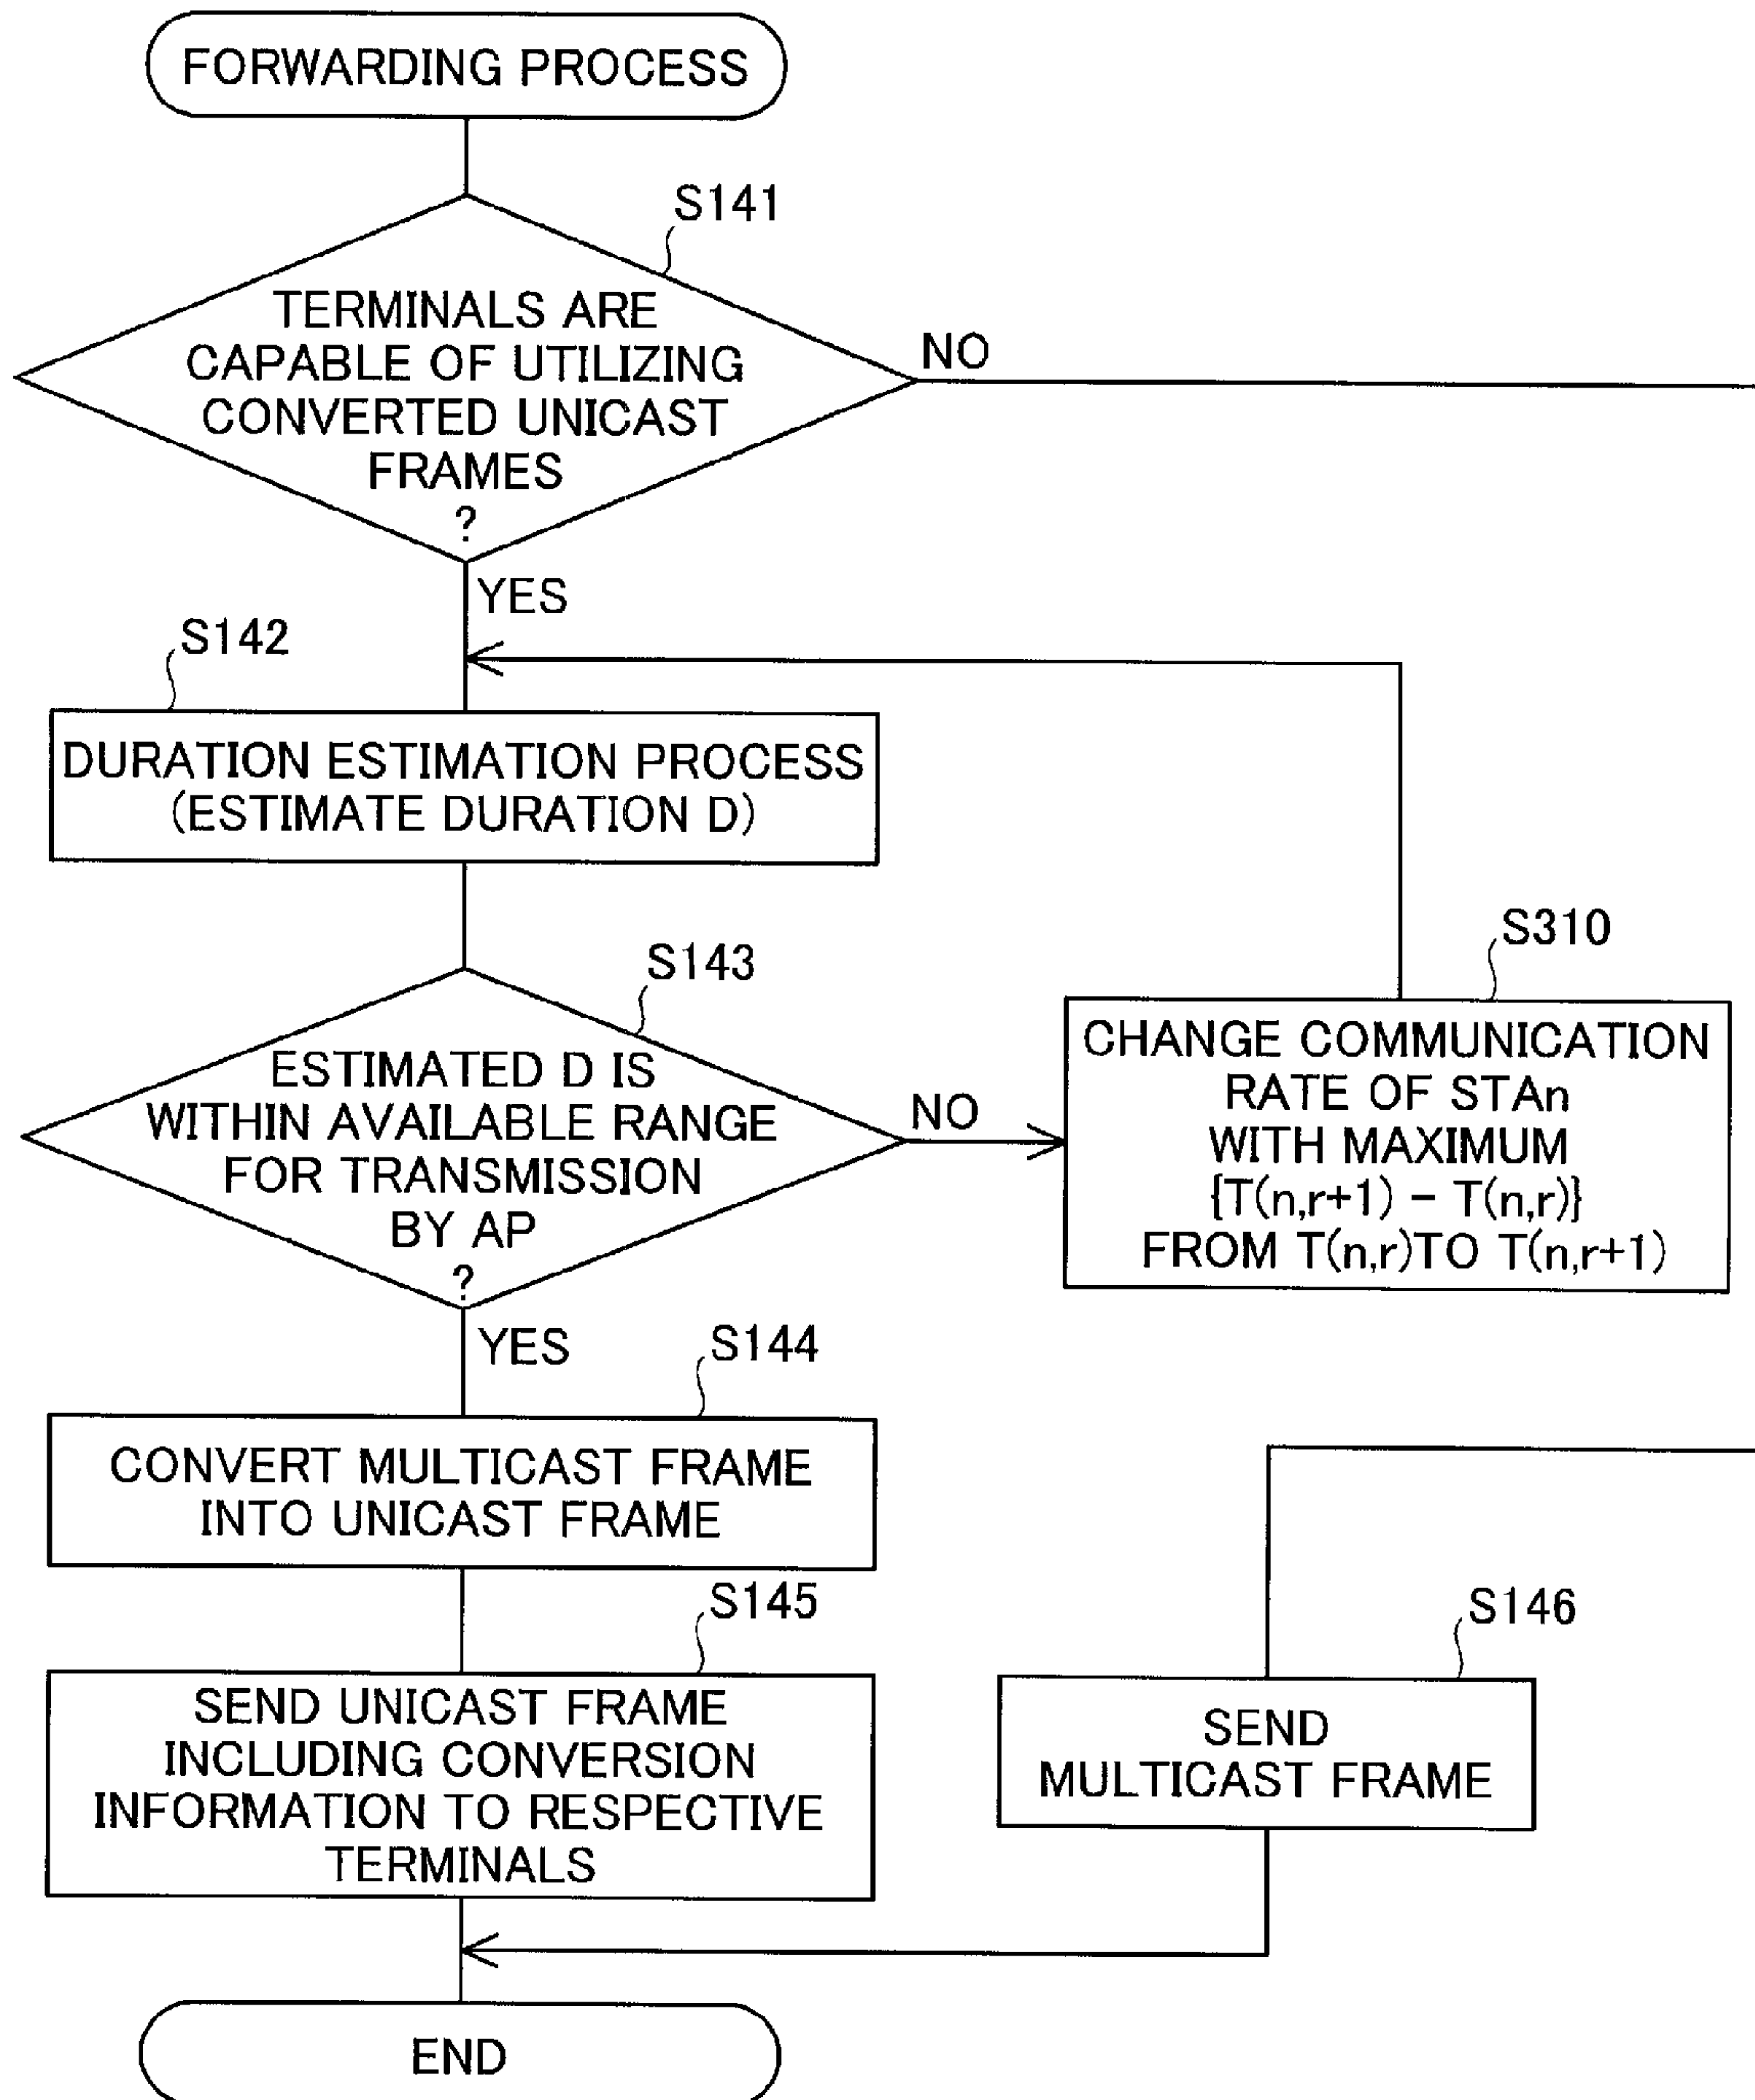 FORWARDING PROCESS
S141
TERMINALS ARE
CAPABLE OF UTILIZING
CONVERTED UNICAST
FRAMES
?
NO
YES
S142
DURATION ESTIMATION PROCESS
(ESTIMATE DURATION D)
S143
ESTIMATED D IS
WITHIN AVAILABLE RANGE
FOR TRANSMISSION
BY AP
?
NO
S310
CHANGE COMMUNICATION
RATE OF STAn
WITH MAXIMUM
{T(n,r+1) - T(n,r)}
FROM T(n,r)TO T(n,r+1)
YES
S144
CONVERT MULTICAST FRAME
INTO UNICAST FRAME
S145
SEND UNICAST FRAME
INCLUDING CONVERSION
INFORMATION TO RESPECTIVE
TERMINALS
S146
SEND
MULTICAST FRAME
END